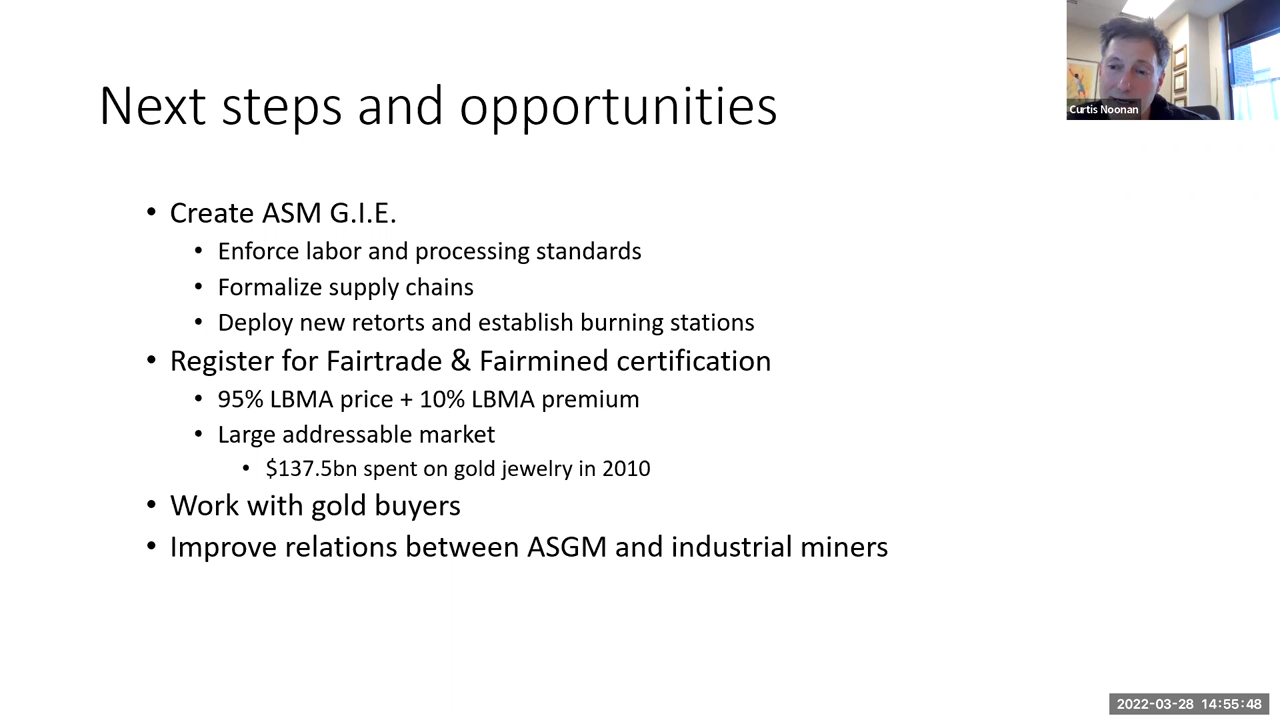 Next steps and opportunities
Curtis Noonan
• Create ASM G.I.E.
• Enforce labor and processing standards
• Formalize supply chains
• Deploy new retorts and establish burning stations
• Register for Fairtrade & Fairmined certification
• 95% LBMA price + 10% LBMA premium
• Large addressable market
• $137.5bn spent on gold jewelry in 2010
• Work with gold buyers
• Improve relations between ASGM and industrial miners
2022-03-28 14:55:48